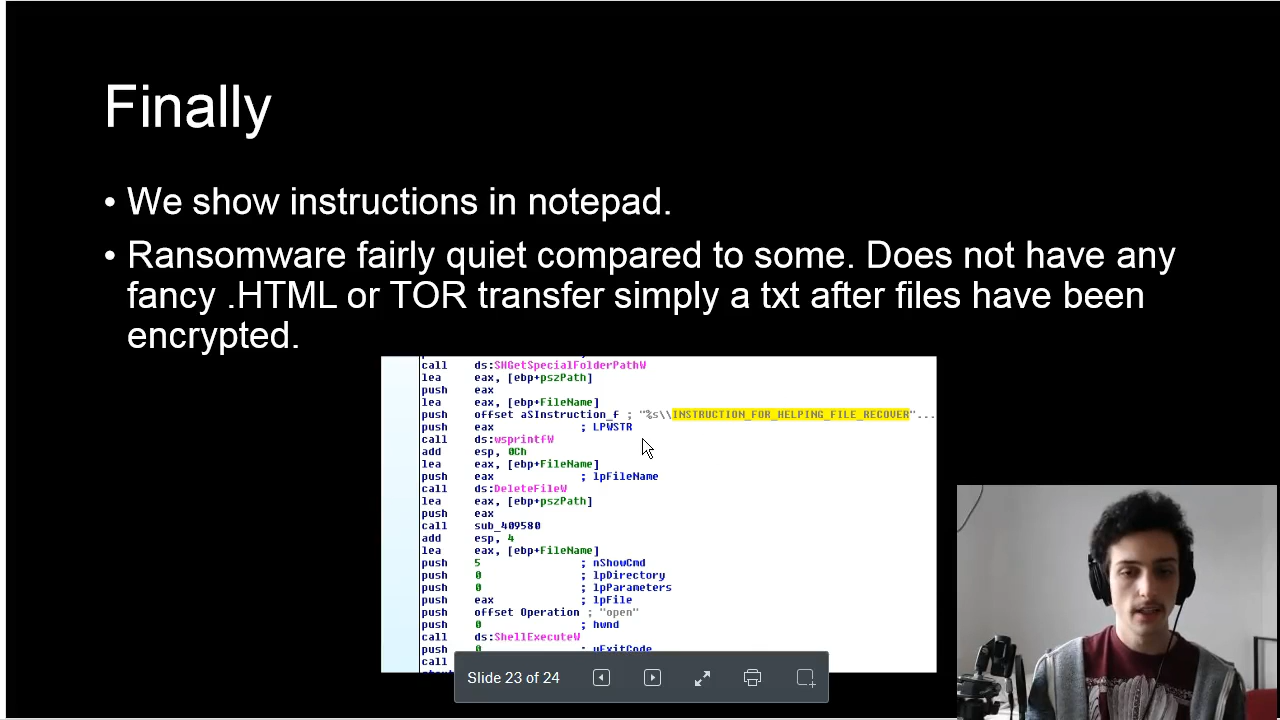 Finally
• We show instructions in notepad.
• Ransomware fairly quiet compared to some. Does not have any
fancy .HTML or TOR transfer simply a txt after files have been
encrypted.
call ds:SHGetSpecialFolderPathW
lea eax, [ebp+pszPath]
push eax
lea eax, [ebp+FileName]
push offset aSInstruction_f ; "%s\\INSTRUCTION_FOR_HELPING_FILE_RECOVER"...
push eax ; LPWSTR
call ds:wsprintfW
add esp, 0Ch
lea eax, [ebp+FileName]
push eax ; lpFileName
call ds:DeleteFileW
lea eax, [ebp+pszPath]
push eax
call sub_409580
add esp, 4
lea eax, [ebp+FileName]
push 5 ; nShowCmd
push 0 ; lpDirectory
push 0 ; lpParameters
push eax ; lpFile
push offset Operation ; "open"
push 0 ; hwnd
call ds:ShellExecuteW
push 0 ; uExitCode
call
Slide 23 of 24